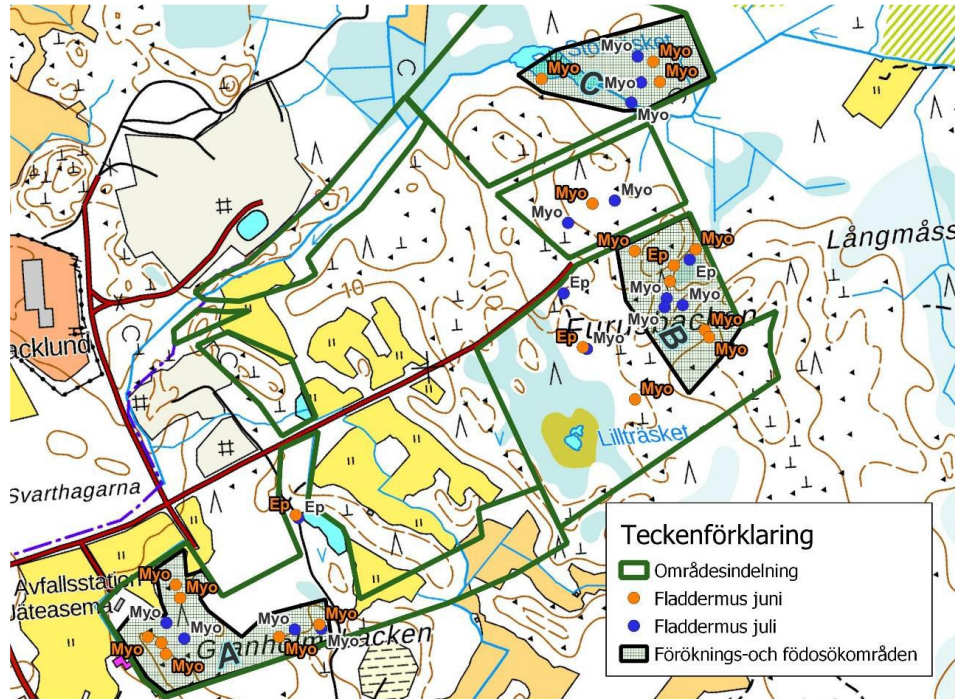 Myo
Myo
Myo
Myo
Myo
C
Myo
Myo
Myo
Myo
Myo
Långmåss
Myo
Myo
Ep
Ep
Ep
10
Myo
Myo
Myo
B
Myo
Myo
Ep
Myo
acklund
Myo
Lillträsket
Svarthagarna
Ep
Ep
Teckenförklaring
Områdesindelning
Fladdermus juni
Fladdermus juli
Föröknings-och födosökområden
Avfallsstation
Jäteasema
Myo
Myo
Myo
Myo
Myo
Myo
Myo
Myo
Myo
Myo
A